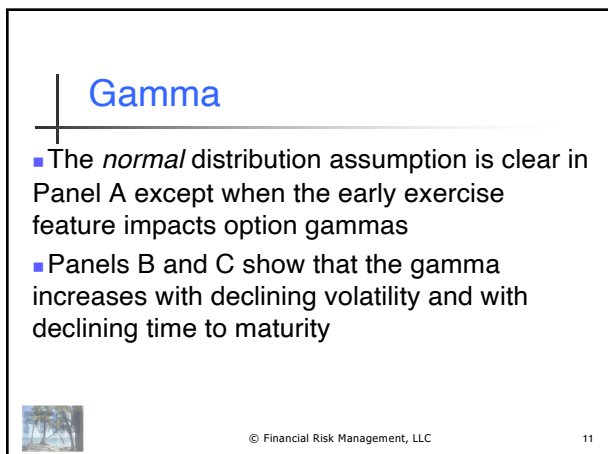 Gamma
The normal distribution assumption is clear in
Panel A except when the early exercise
feature impacts option gammas
Panels B and C show that the gamma
increases with declining volatility and with
declining time to maturity
© Financial Risk Management, LLC
11